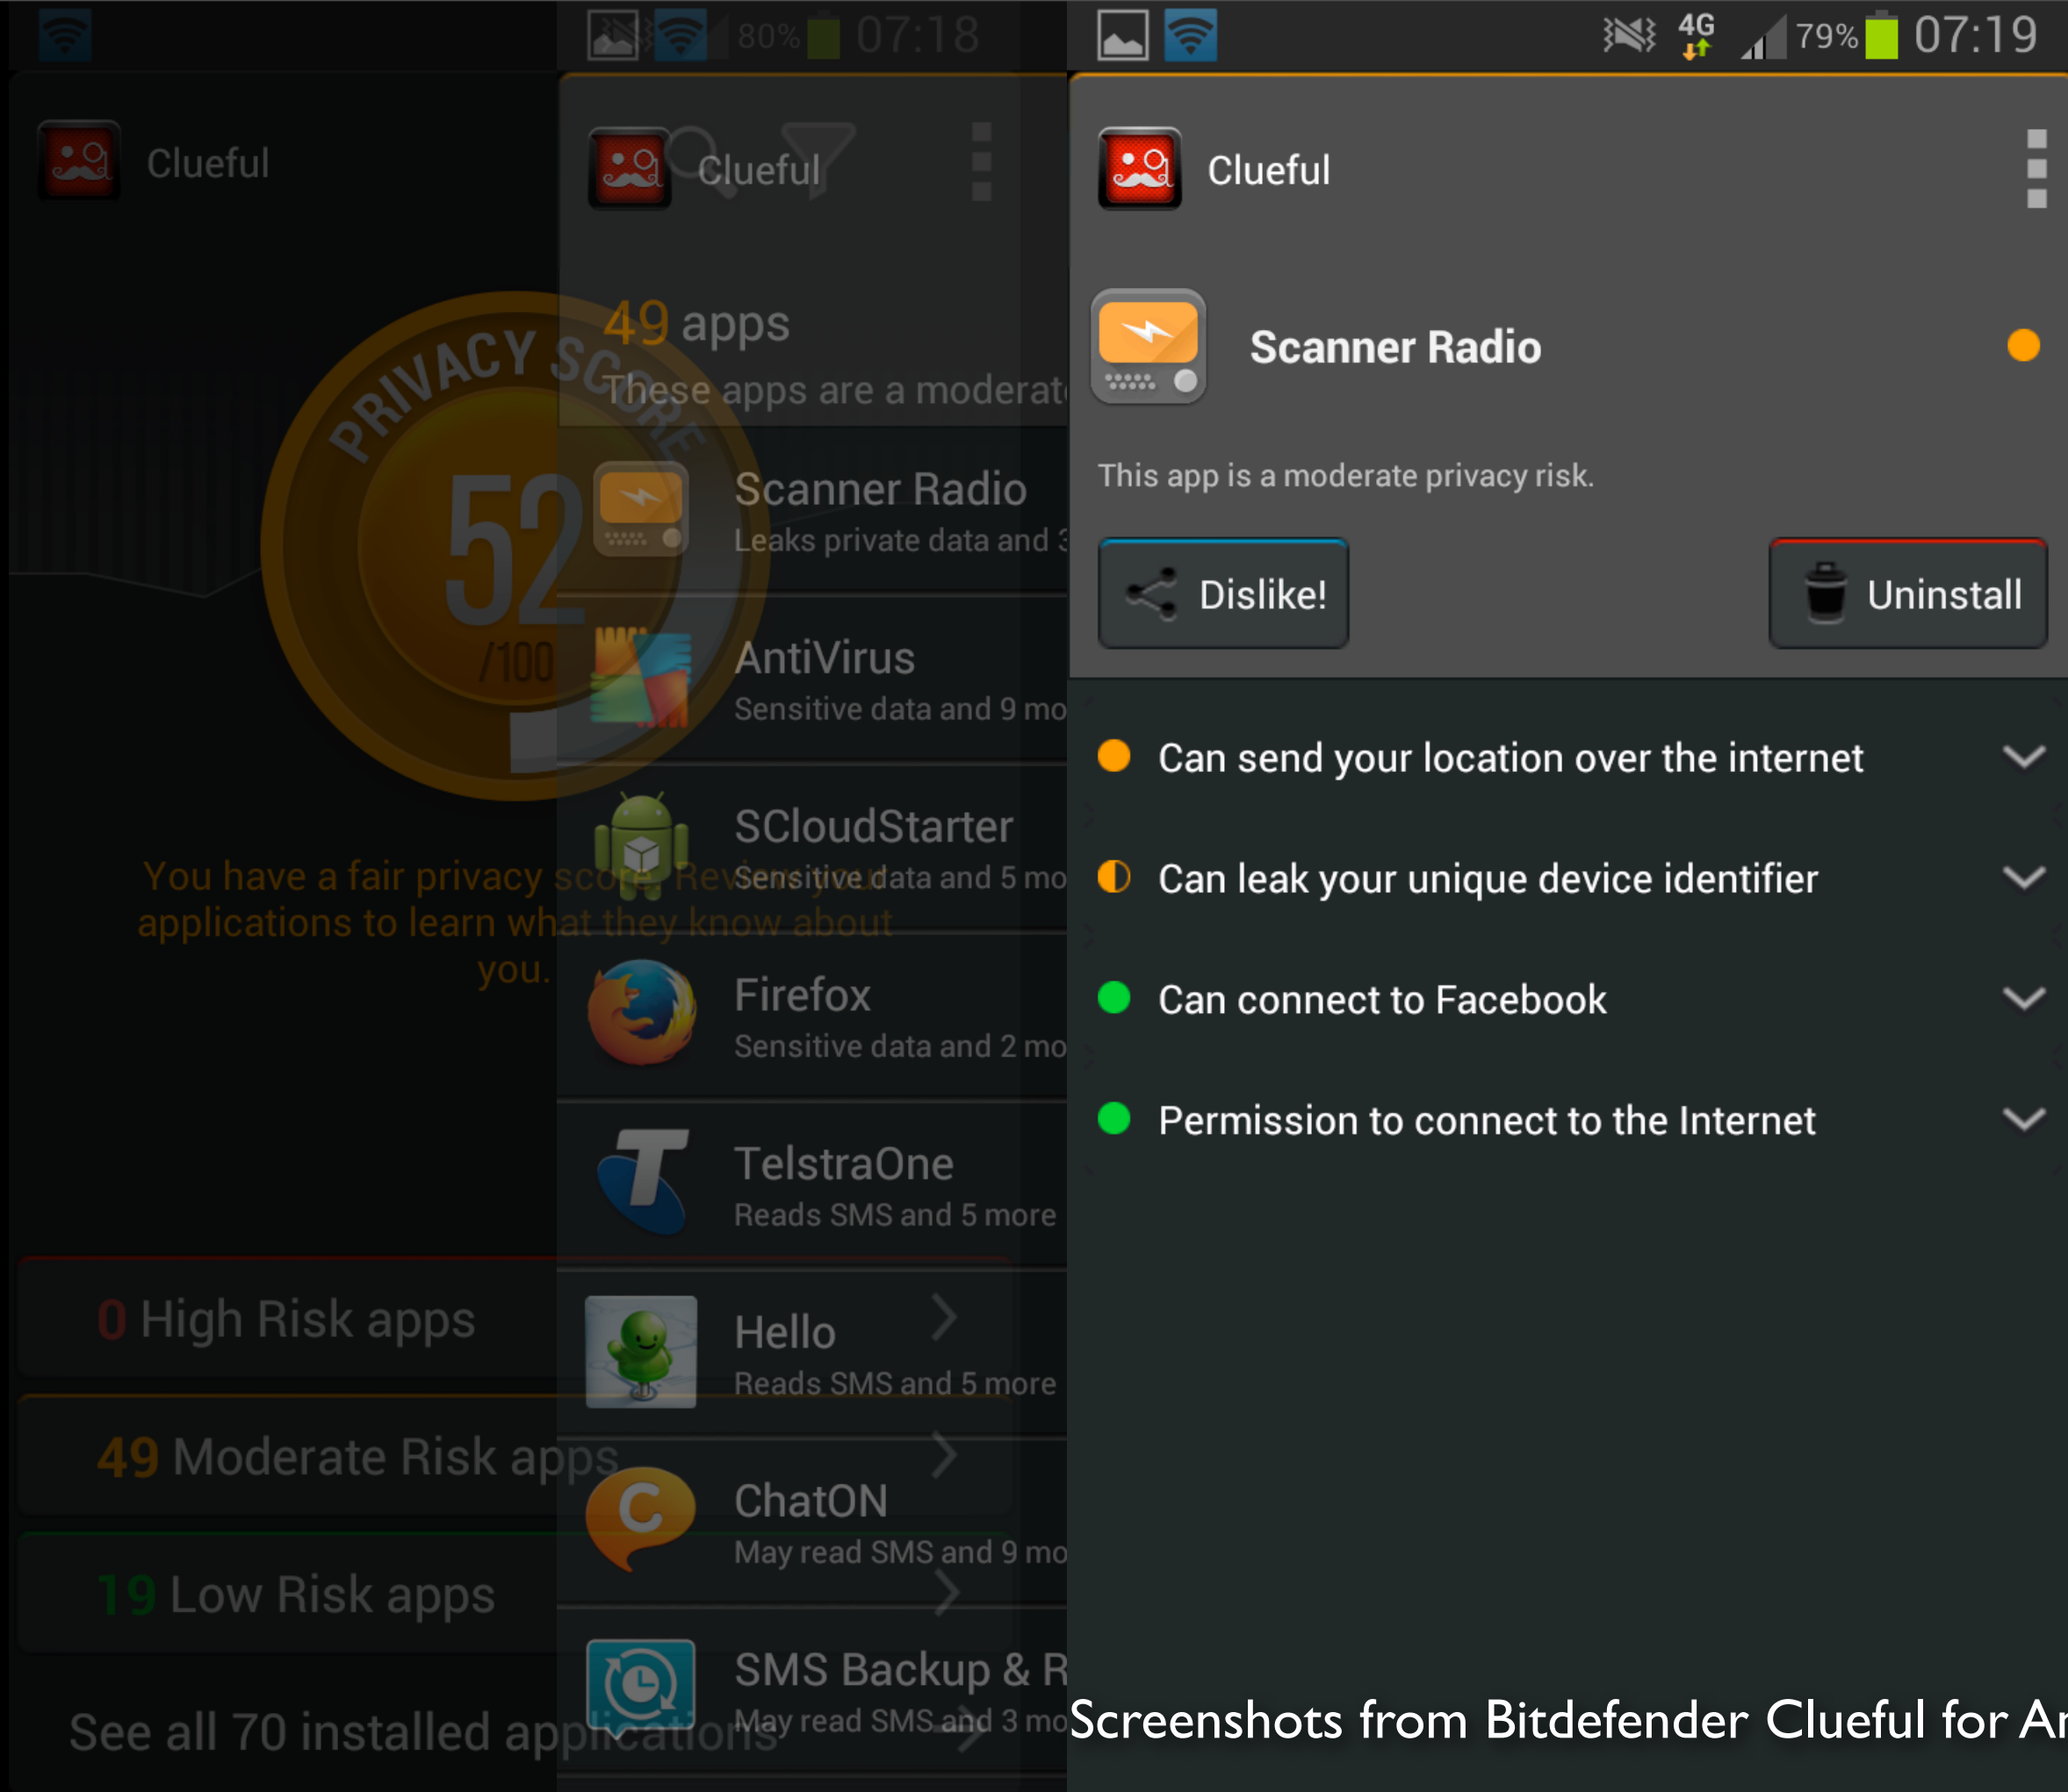 Clueful
PRIVACY SCORE
52
/100
You have a fair privacy score. Review your
applications to learn what they know about
you.
0 High Risk apps
49 Moderate Risk apps
19 Low Risk apps
See all 70 installed applications
80% 07:18
Clueful
49 apps
These apps are a moderat
Scanner Radio
Leaks private data and 3
AntiVirus
Sensitive data and 9 mo
SCloudStarter
Sensitive data and 5 mo
Firefox
Sensitive data and 2 mo
TelstraOne
Reads SMS and 5 more
Hello
Reads SMS and 5 more
ChatON
May read SMS and 9 mo
SMS Backup & R
May read SMS and 3 mo
4G 79% 07:19
Clueful
Scanner Radio
This app is a moderate privacy risk.
Dislike!
Uninstall
Can send your location over the internet
Can leak your unique device identifier
Can connect to Facebook
Permission to connect to the Internet
Screenshots from Bitdefender Clueful for An